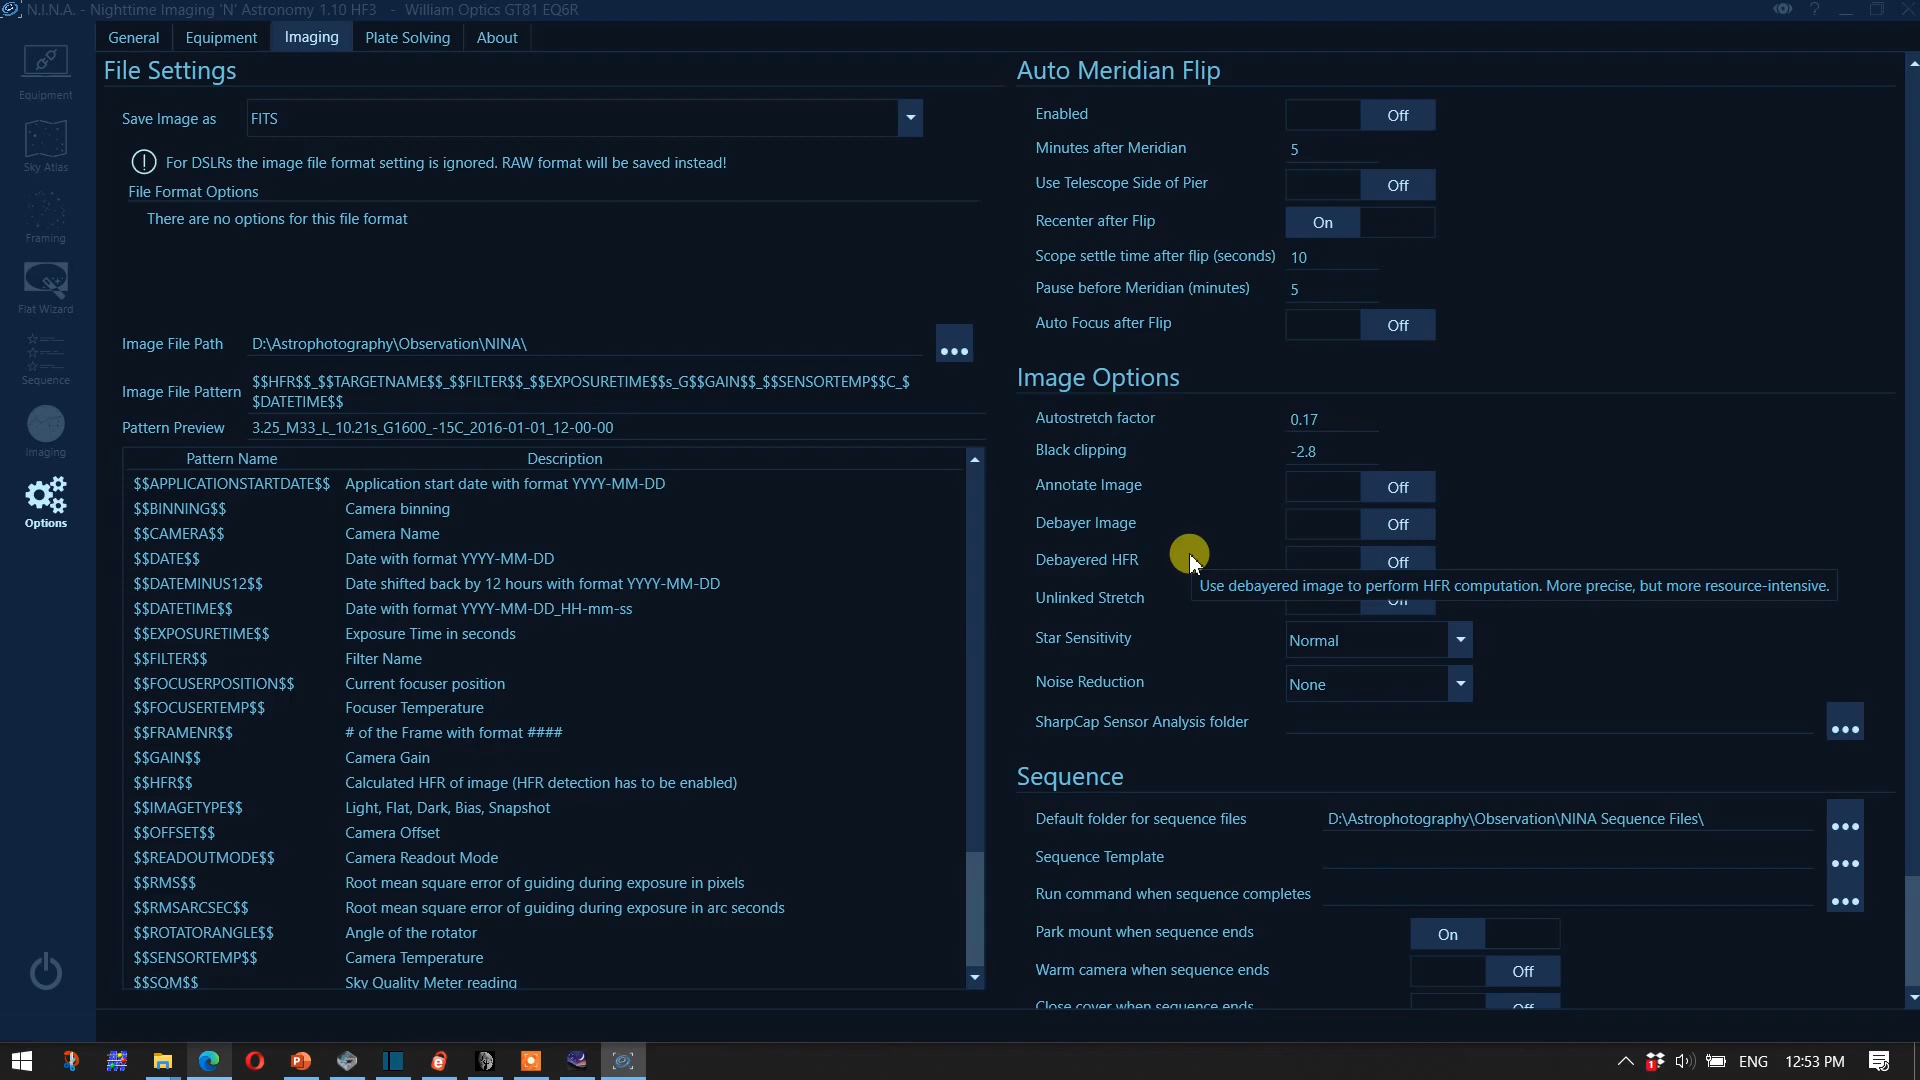 N.I.N.A. - Nighttime Imaging 'N' Astronomy 1.10 HF3 - William Optics GT81 EQ6R
?
General
Equipment
Imaging
Plate Solving
About
Equipment
Sky Atlas
Framing
Flat Wizard
Sequence
Imaging
Options
File Settings
Save Image as
FITS
For DSLRs the image file format setting is ignored. RAW format will be saved instead!
File Format Options
There are no options for this file format
Image File Path
D:\Astrophotography\Observation\NINA\
Image File Pattern
$$HFR$$_$$TARGETNAME$$_$$FILTER$$_$$EXPOSURETIME$$s_G$$GAIN$$_$$SENSORTEMP$$C_$
$DATETIME$$
Pattern Preview
3.25_M33_L_10.21s_G1600_-15C_2016-01-01_12-00-00
Pattern Name Description
$$APPLICATIONSTARTDATE$$ Application start date with format YYYY-MM-DD
$$BINNING$$ Camera binning
$$CAMERA$$ Camera Name
$$DATE$$ Date with format YYYY-MM-DD
$$DATEMINUS12$$ Date shifted back by 12 hours with format YYYY-MM-DD
$$DATETIME$$ Date with format YYYY-MM-DD_HH-mm-ss
$$EXPOSURETIME$$ Exposure Time in seconds
$$FILTER$$ Filter Name
$$FOCUSERPOSITION$$ Current focuser position
$$FOCUSERTEMP$$ Focuser Temperature
$$FRAMENR$$ # of the Frame with format ####
$$GAIN$$ Camera Gain
$$HFR$$ Calculated HFR of image (HFR detection has to be enabled)
$$IMAGETYPE$$ Light, Flat, Dark, Bias, Snapshot
$$OFFSET$$ Camera Offset
$$READOUTMODE$$ Camera Readout Mode
$$RMS$$ Root mean square error of guiding during exposure in pixels
$$RMSARCSEC$$ Root mean square error of guiding during exposure in arc seconds
$$ROTATORANGLE$$ Angle of the rotator
$$SENSORTEMP$$ Camera Temperature
$$SQM$$ Sky Quality Meter reading
Auto Meridian Flip
Enabled Off
Minutes after Meridian 5
Use Telescope Side of Pier Off
Recenter after Flip On
Scope settle time after flip (seconds) 10
Pause before Meridian (minutes) 5
Auto Focus after Flip Off
Image Options
Autostretch factor 0.17
Black clipping -2.8
Annotate Image Off
Debayer Image Off
Debayered HFR Off
Use debayered image to perform HFR computation. More precise, but more resource-intensive.
Unlinked Stretch Off
Star Sensitivity Normal
Noise Reduction None
SharpCap Sensor Analysis folder
Sequence
Default folder for sequence files D:\Astrophotography\Observation\NINA Sequence Files\
Sequence Template
Run command when sequence completes
Park mount when sequence ends On
Warm camera when sequence ends Off
Close cover when sequence ends Off
ENG 12:53 PM